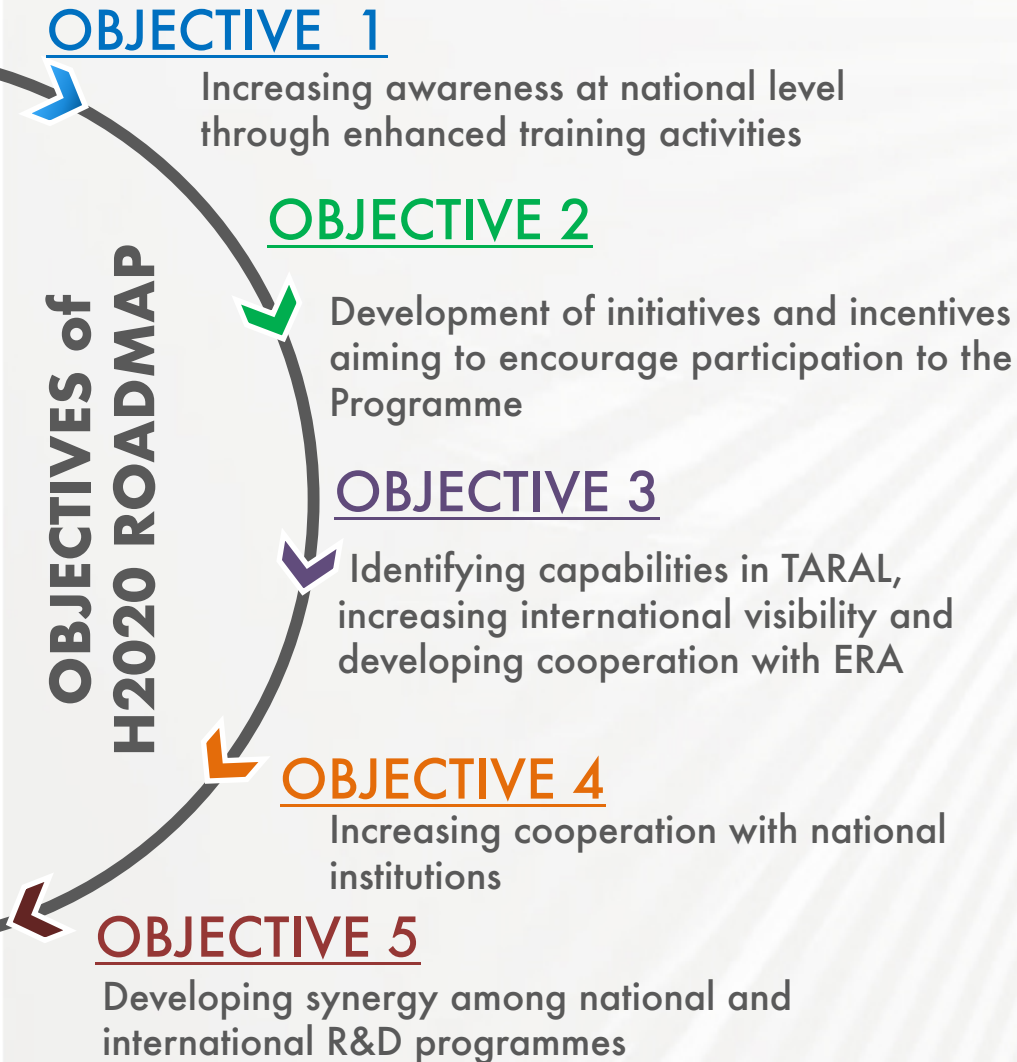 OBJECTIVES of
H2020 ROADMAP
OBJECTIVE 1
Increasing awareness at national level
through enhanced training activities
OBJECTIVE 2
Development of initiatives and incentives
aiming to encourage participation to the
Programme
OBJECTIVE 3
Identifying capabilities in TARAL,
increasing international visibility and
developing cooperation with ERA
OBJECTIVE 4
Increasing cooperation with national
institutions
OBJECTIVE 5
Developing synergy among national and
international R&D programmes